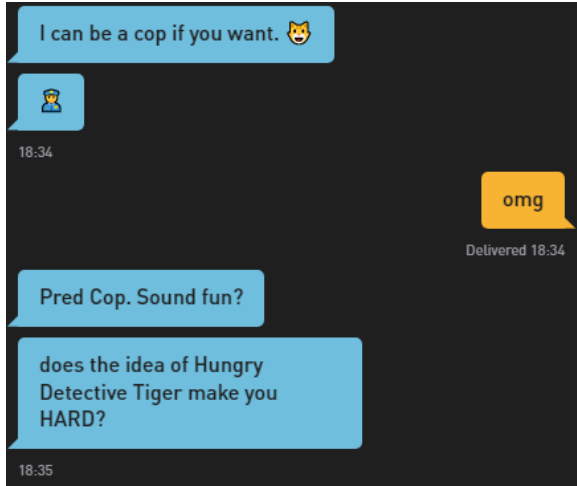 I can be a cop if you want. 😺
👮
18:34
omg
Delivered 18:34
Pred Cop. Sound fun?
does the idea of Hungry
Detective Tiger make you
HARD?
18:35